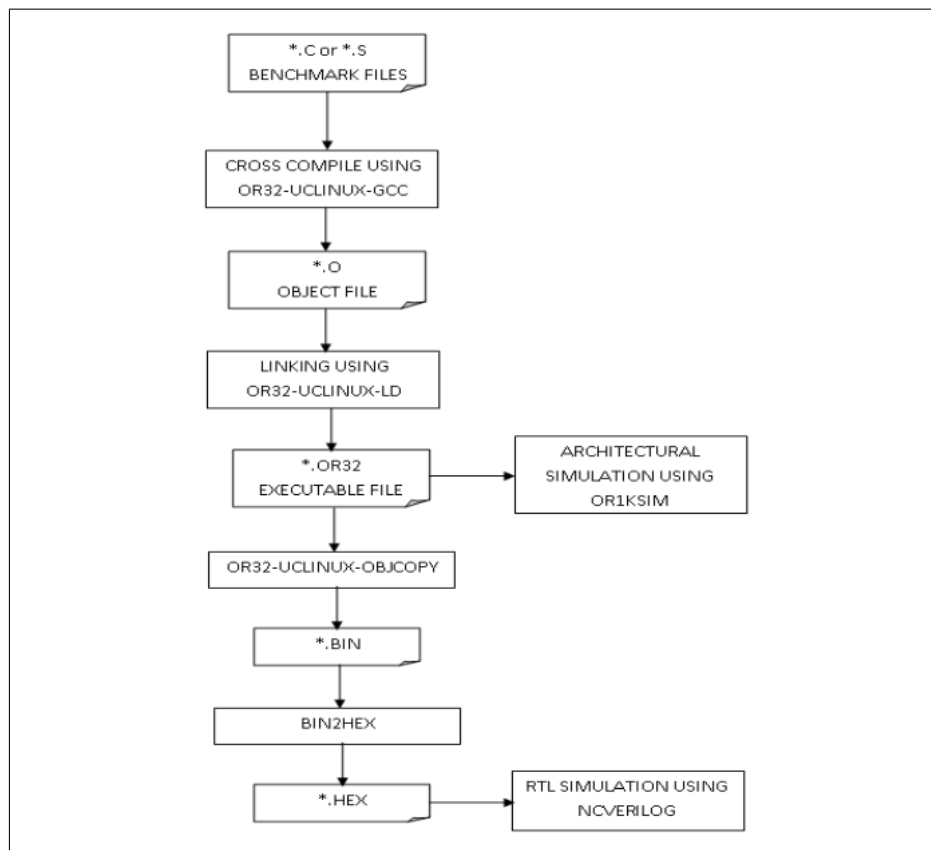 *.C or *.S
BENCHMARK FILES
CROSS COMPILE USING
OR32-UCLINUX-GCC
*.O
OBJECT FILE
LINKING USING
OR32-UCLINUX-LD
*.OR32
EXECUTABLE FILE
ARCHITECTURAL
SIMULATION USING
OR1KSIM
OR32-UCLINUX-OBJCOPY
*.BIN
BIN2HEX
*.HEX
RTL SIMULATION USING
NCVERILOG